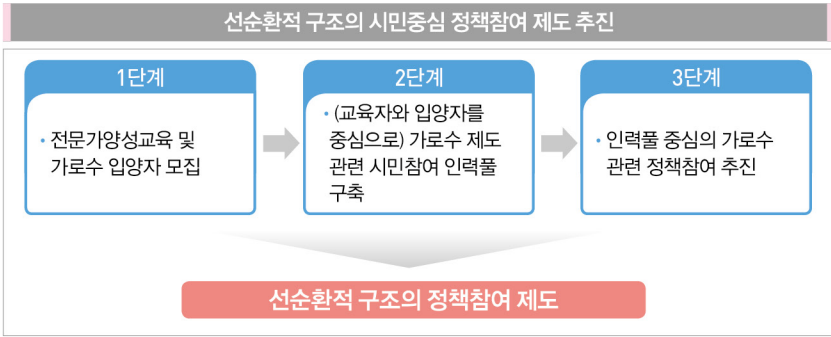 선순환적 구조의 시민중심 정책참여 제도 추진
1단계
• 전문가양성교육 및
가로수 입양자 모집
2단계
• (교육자와 입양자를
중심으로) 가로수 제도
관련 시민참여 인력풀
구축
3단계
• 인력풀 중심의 가로수
관련 정책참여 추진
선순환적 구조의 정책참여 제도